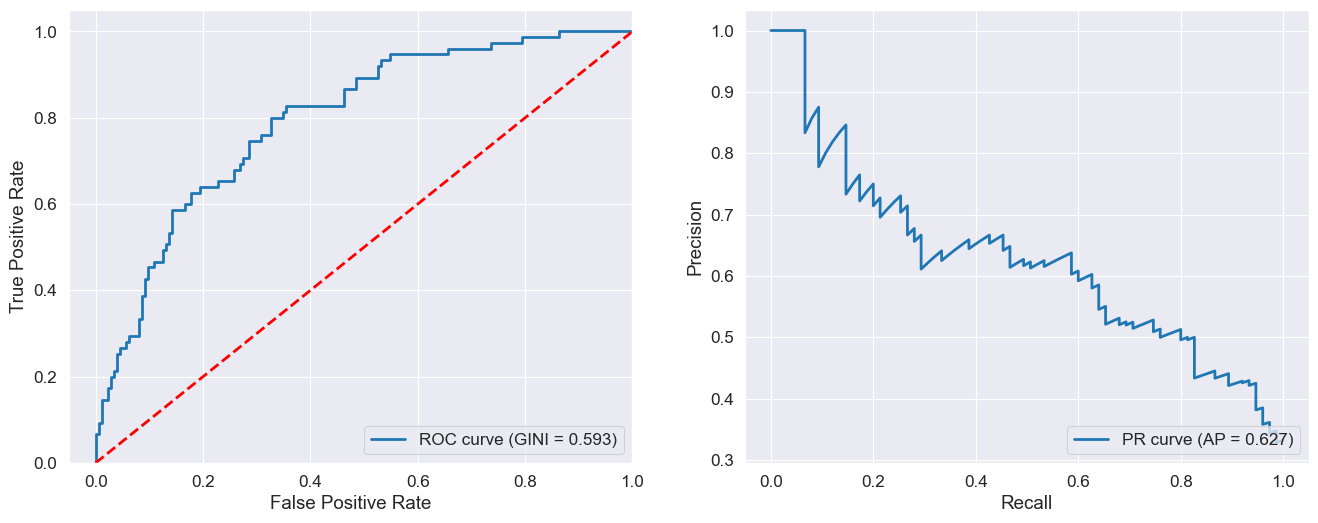 1.0
0.8
0.6
0.4
0.2
0.0
True Positive Rate
ROC curve (GINI = 0.593)
0.0 0.2 0.4 0.6 0.8 1.0
False Positive Rate
1.0
0.9
0.8
0.7
0.6
0.5
0.4
0.3
Precision
PR curve (AP = 0.627)
0.0 0.2 0.4 0.6 0.8 1.0
Recall